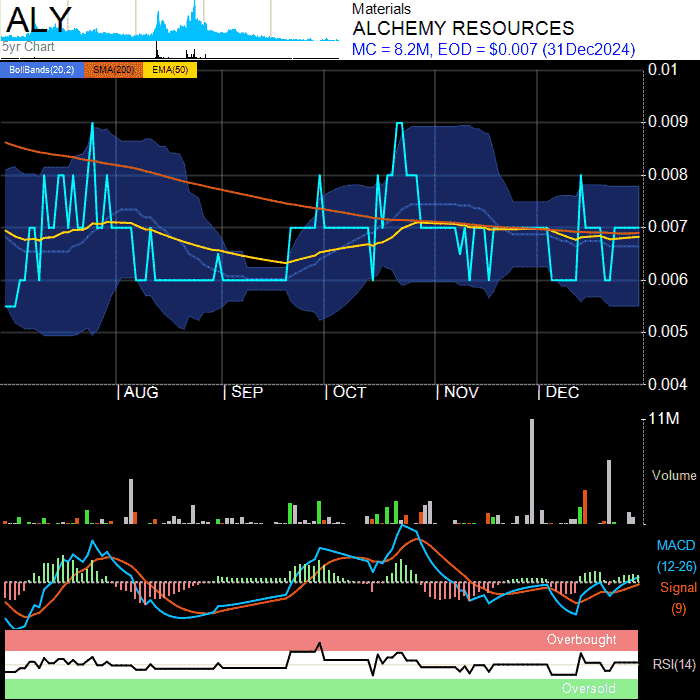 ALY
5yr Chart
Materials
ALCHEMY RESOURCES
MC = 8.2M, EOD = $0.007 (31Dec2024)
BollBands(20,2) SMA(200) EMA(50)
0.01
0.009
0.008
0.007
0.006
0.005
0.004
| AUG | SEP | OCT | NOV | DEC
11M
Volume
MACD
(12-26)
Signal
(9)
Overbought
RSI(14)
Oversold